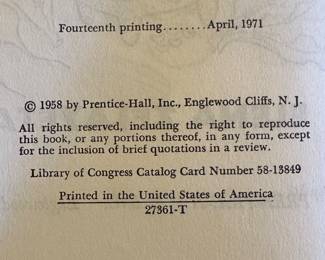 Fourteenth printing........April, 1971
© 1958 by Prentice-Hall, Inc., Englewood Cliffs, N. J.
All rights reserved, including the right to reproduce
this book, or any portions thereof, in any form, except
for the inclusion of brief quotations in a review.
Library of Congress Catalog Card Number 58-13849
Printed in the United States of America
27361-T